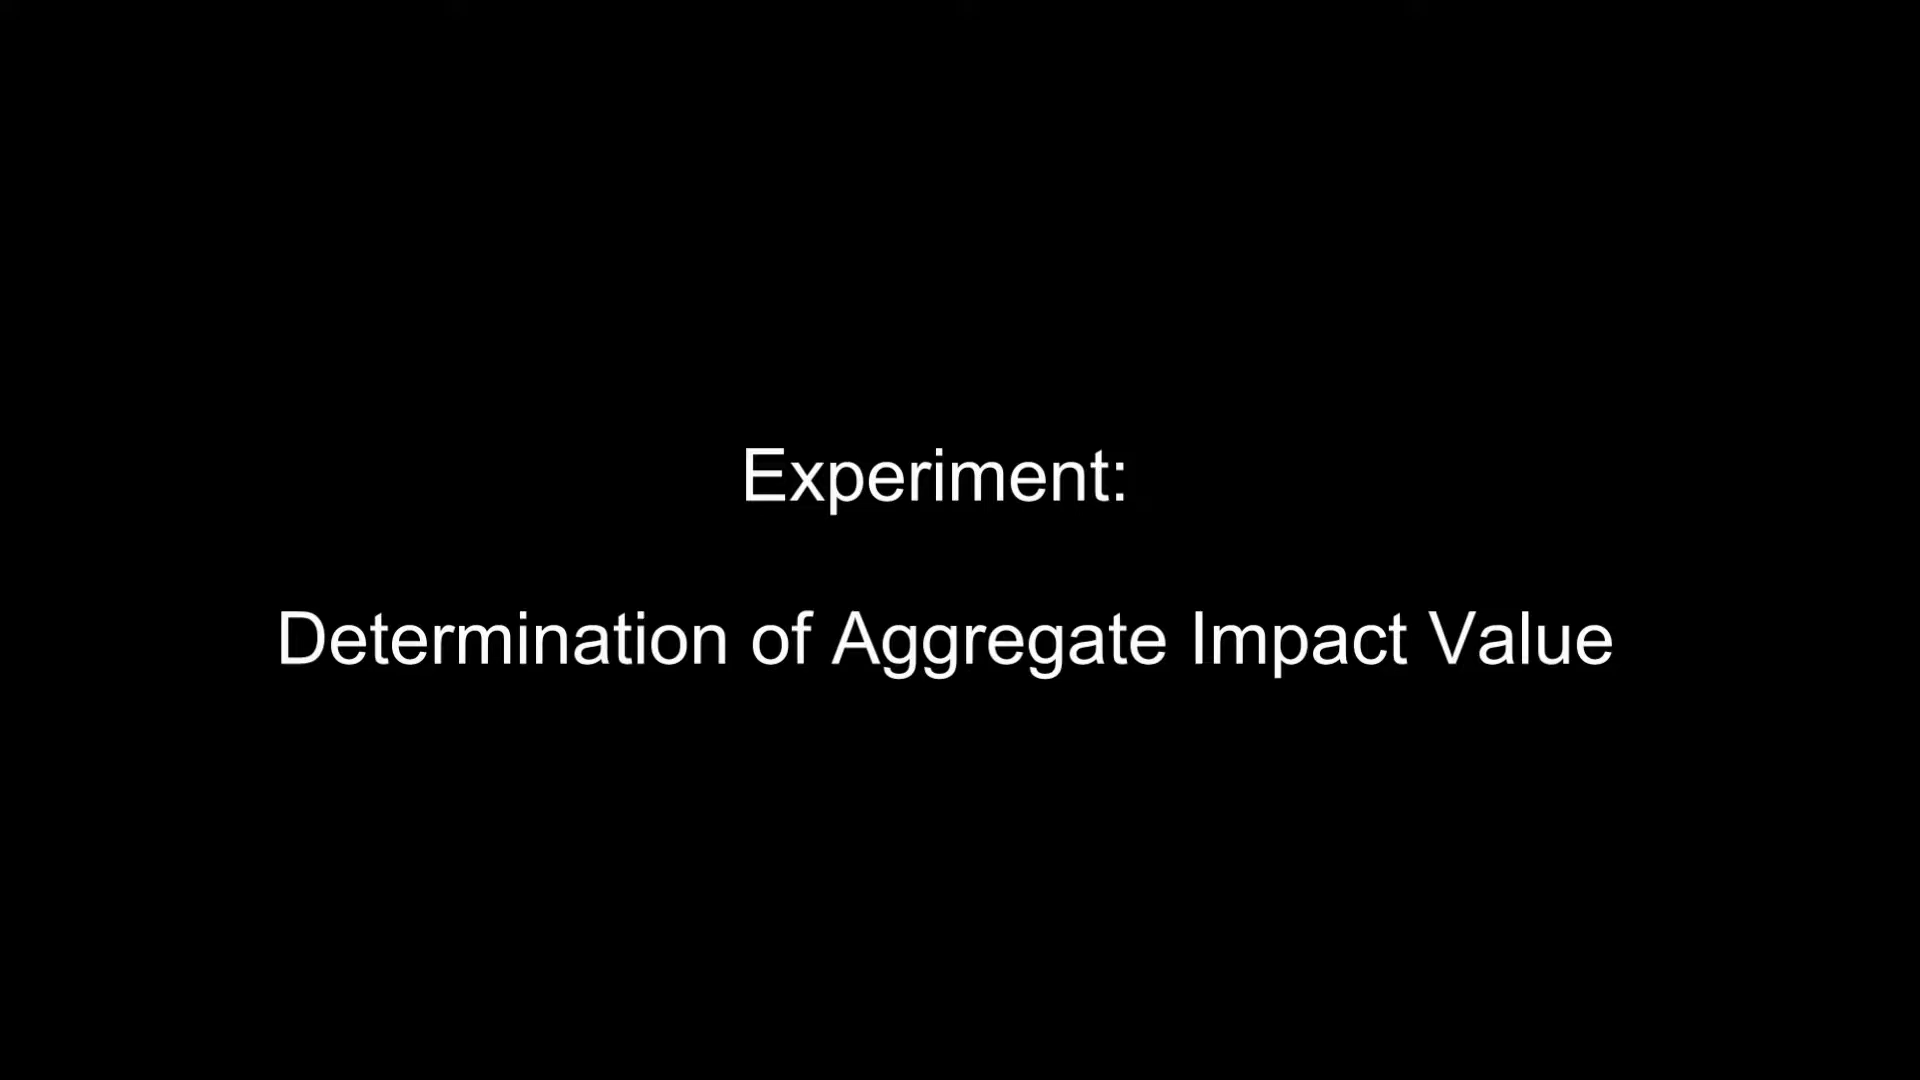 Experiment:
Determination of Aggregate Impact Value